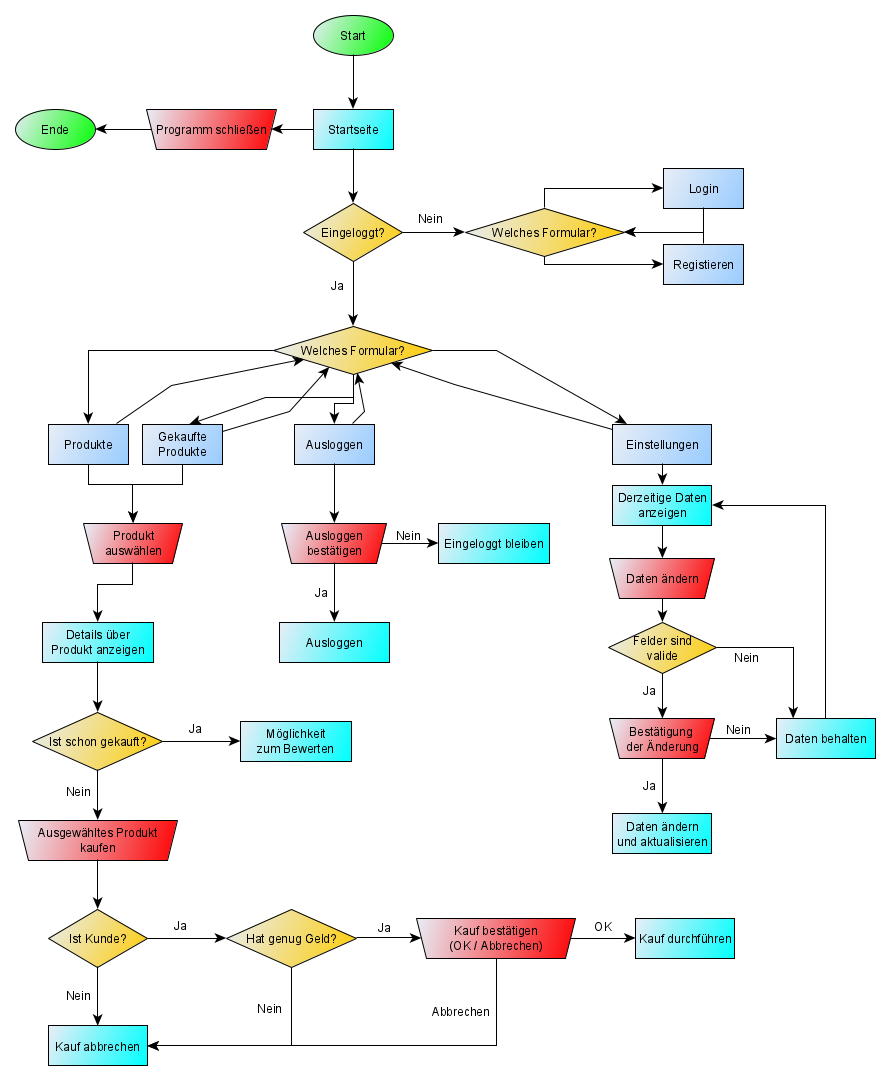 Start
Ende
Programm schließen
Startseite
Login
Eingeloggt?
Nein
Welches Formular?
Registieren
Ja
Welches Formular?
Produkte
Gekaufte
Produkte
Ausloggen
Einstellungen
Derzeitige Daten
anzeigen
Produkt
auswählen
Ausloggen
bestätigen
Nein
Eingeloggt bleiben
Daten ändern
Ja
Details über
Produkt anzeigen
Ausloggen
Felder sind
valide
Nein
Ja
Ist schon gekauft?
Ja
Möglichkeit
zum Bewerten
Bestätigung
der Änderung
Nein
Daten behalten
Nein
Ja
Ausgewähltes Produkt
kaufen
Daten ändern
und aktualisieren
Ist Kunde?
Ja
Hat genug Geld?
Ja
Kauf bestätigen
(OK / Abbrechen)
OK
Kauf durchführen
Nein
Nein
Abbrechen
Kauf abbrechen